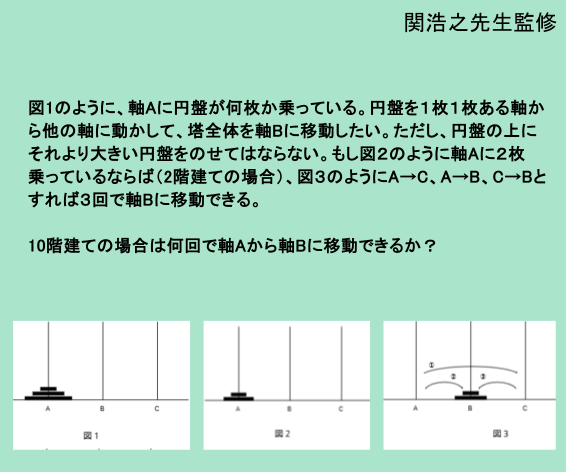 関浩之先生監修
図1のように、軸Aに円盤が何枚か乗っている。円盤を１枚１枚ある軸か
ら他の軸に動かして、塔全体を軸Bに移動したい。ただし、円盤の上に
それより大きい円盤をのせてはならない。もし図２のように軸Aに２枚
乗っているならば（2階建ての場合）、図３のようにA→C、A→B、C→Bと
すれば３回で軸Bに移動できる。
10階建ての場合は何回で軸Aから軸Bに移動できるか？
① 
② ③
A B C
A B C
A B C
図１
図２
図３